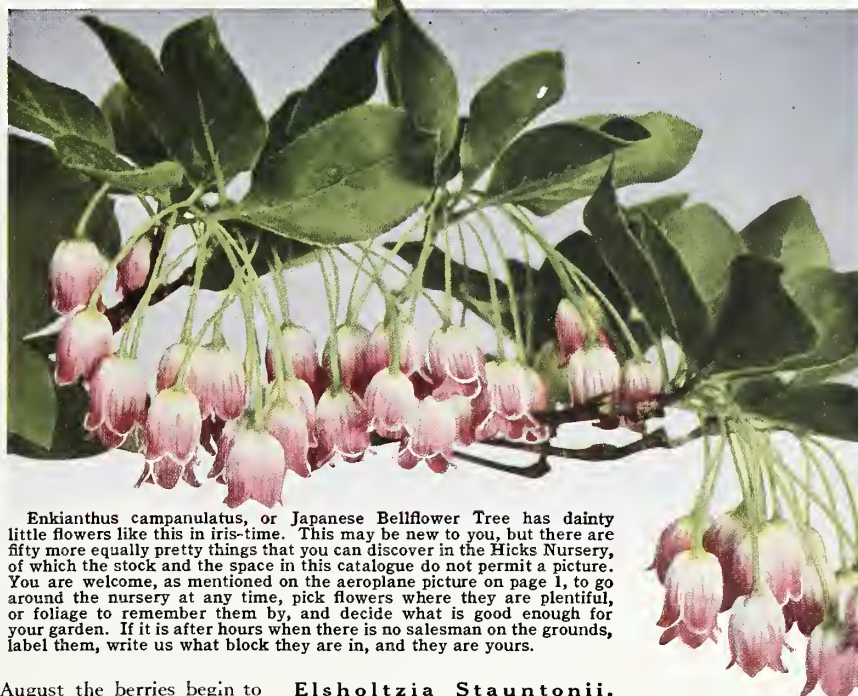 Enkianthus campanulatus, or Japanese Bellflower Tree has dainty
little flowers like this in iris-time. This may be new to you, but there are
fifty more equally pretty things that you can discover in the Hicks Nursery,
of which the stock and the space in this catalogue do not permit a picture.
You are welcome, as mentioned on the aeroplane picture on page 1, to go
around the nursery at any time, pick flowers where they are plentiful,
or foliage to remember them by, and decide what is good enough for
your garden. If it is after hours when there is no salesman on the grounds,
label them, write us what block they are in, and they are yours.
August the berries begin to
Elsholtzia Stauntonii.